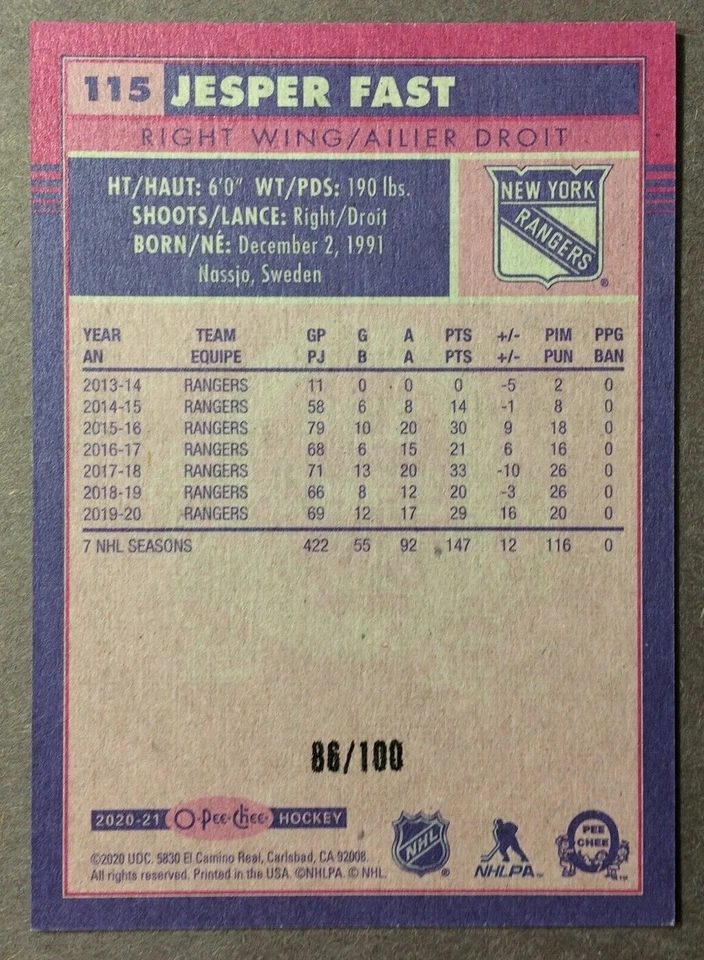 115 JESPER FAST
RIGHT WING/AILIER DROIT
HT/HAUT: 6'0" WT/PDS: 190 lbs.
SHOOTS/LANCE: Right/Droit
BORN/NÉ: December 2, 1991
Nassjo, Sweden
NEW YORK
RANGERS
®
YEAR TEAM GP G A PTS +/- PIM PPG
AN EQUIPE PJ B A PTS +/- PUN BAN
2013-14 RANGERS 11 0 0 0 -5 2 0
2014-15 RANGERS 58 6 8 14 -1 8 0
2015-16 RANGERS 79 10 20 30 9 18 0
2016-17 RANGERS 68 6 15 21 6 16 0
2017-18 RANGERS 71 13 20 33 -10 26 0
2018-19 RANGERS 66 8 12 20 -3 26 0
2019-20 RANGERS 69 12 17 29 16 20 0
7 NHL SEASONS 422 55 92 147 12 116 0
86/100
2020-21 O-Pee-Chee HOCKEY
©2020 UDC. 5830 El Camino Real, Carlsbad, CA 92008.
All rights reserved. Printed in the USA. ©NHLPA. © NHL.
NHL ®
NHLPA™
O PEE CHEE ™